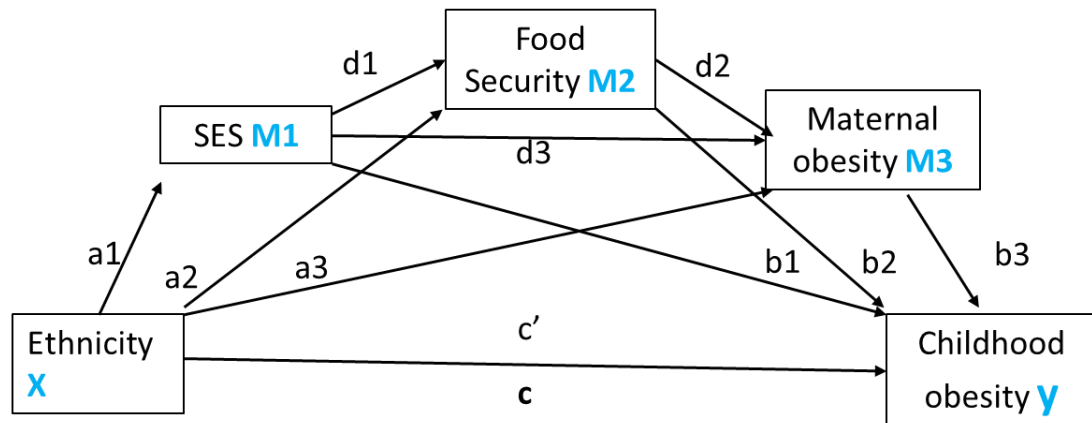 Food
Security M2
d1
d2
SES M1
Maternal
obesity M3
d3
a1
a2
a3
b1
b2
b3
Ethnicity
X
c’
c
Childhood
obesity y